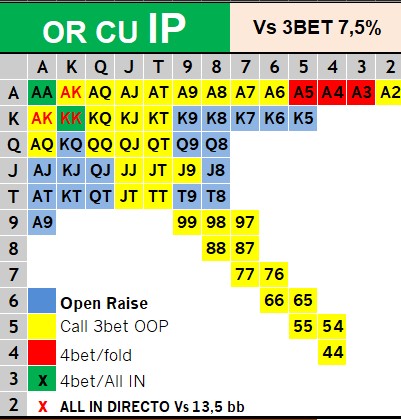 OR CU IP Vs 3BET 7,5%
A K Q J T 9 8 7 6 5 4 3 2
A AA AK AQ AJ AT A9 A8 A7 A6 A5 A4 A3 A2
K AK KK KQ KJ KT K9 K8 K7 K6 K5
Q AQ KQ QQ QJ QT Q9 Q8
J AJ KJ QJ JJ JT J9 J8
T AT KT QT JT TT T9 T8
9 A9 99 98 97
8 88 87
7 77 76
6 Open Raise 66 65
5 Call 3bet OOP 55 54
4 4bet/fold 44
3 X 4bet/All IN
2 X ALL IN DIRECTO Vs 13,5 bb